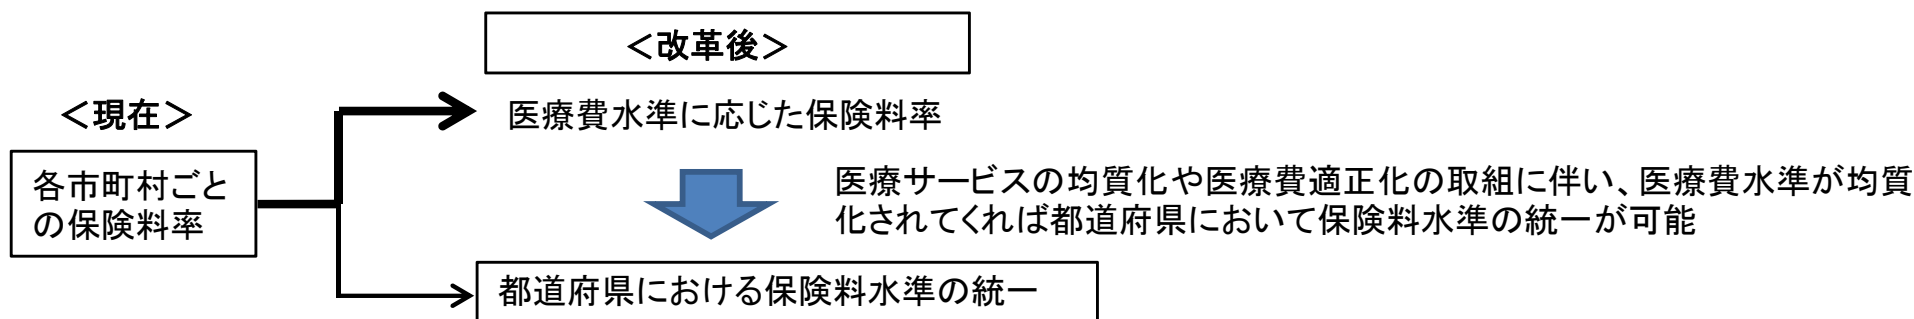 ＜改革後＞
＜現在＞
医療費水準に応じた保険料率
各市町村ごと
の保険料率
医療サービスの均質化や医療費適正化の取組に伴い、医療費水準が均質
化されてくれば都道府県において保険料水準の統一が可能
都道府県における保険料水準の統一